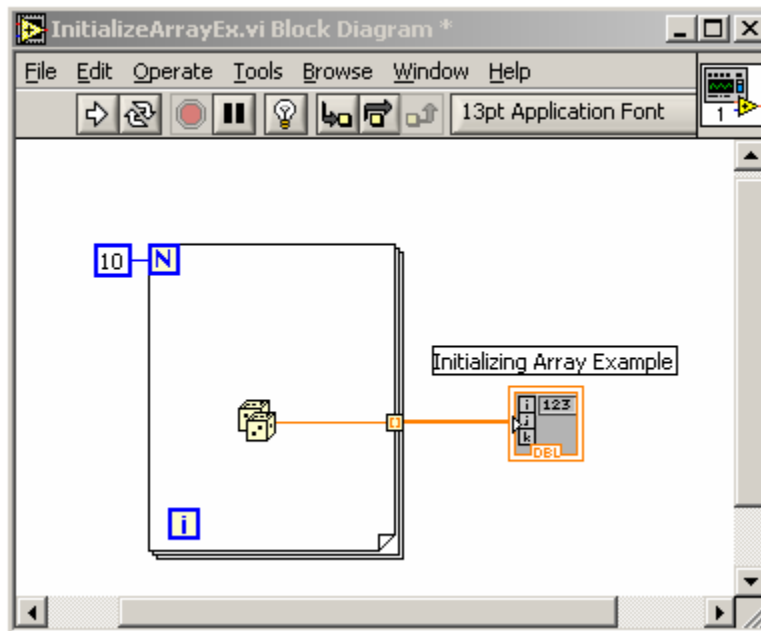 InitializeArrayEx.vi Block Diagram *
File Edit Operate Tools Browse Window Help
13pt Application Font
1
10 N
Initializing Array Example
i 123
j
k
DBL
i